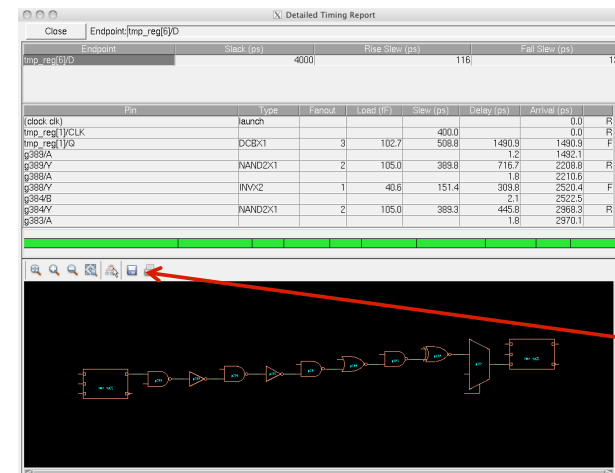 Detailed Timing Report
Close Endpoint: tmp_reg[6]/D
Endpoint Slack (ps) Rise Slew (ps) Fall Slew (ps)
tmp_reg[6]/D 4000 116
Pin Type Fanout Load (fF) Slew (ps) Delay (ps) Arrival (ps)
(clock clk) launch 0.0 R
tmp_reg[1]/CLK 400.0 0.0 R
tmp_reg[1]/Q DCBX1 3 102.7 508.8 1490.9 1490.9 F
g389/A 1.2 1492.1
g389/Y NAND2X1 2 105.0 389.8 716.7 2208.8 R
g388/A 1.8 2210.6
g388/Y INVX2 1 40.6 151.4 309.8 2520.4 F
g384/B 2.1 2522.5
g384/Y NAND2X1 2 105.0 389.3 445.8 2968.3 R
g383/A 1.8 2970.1